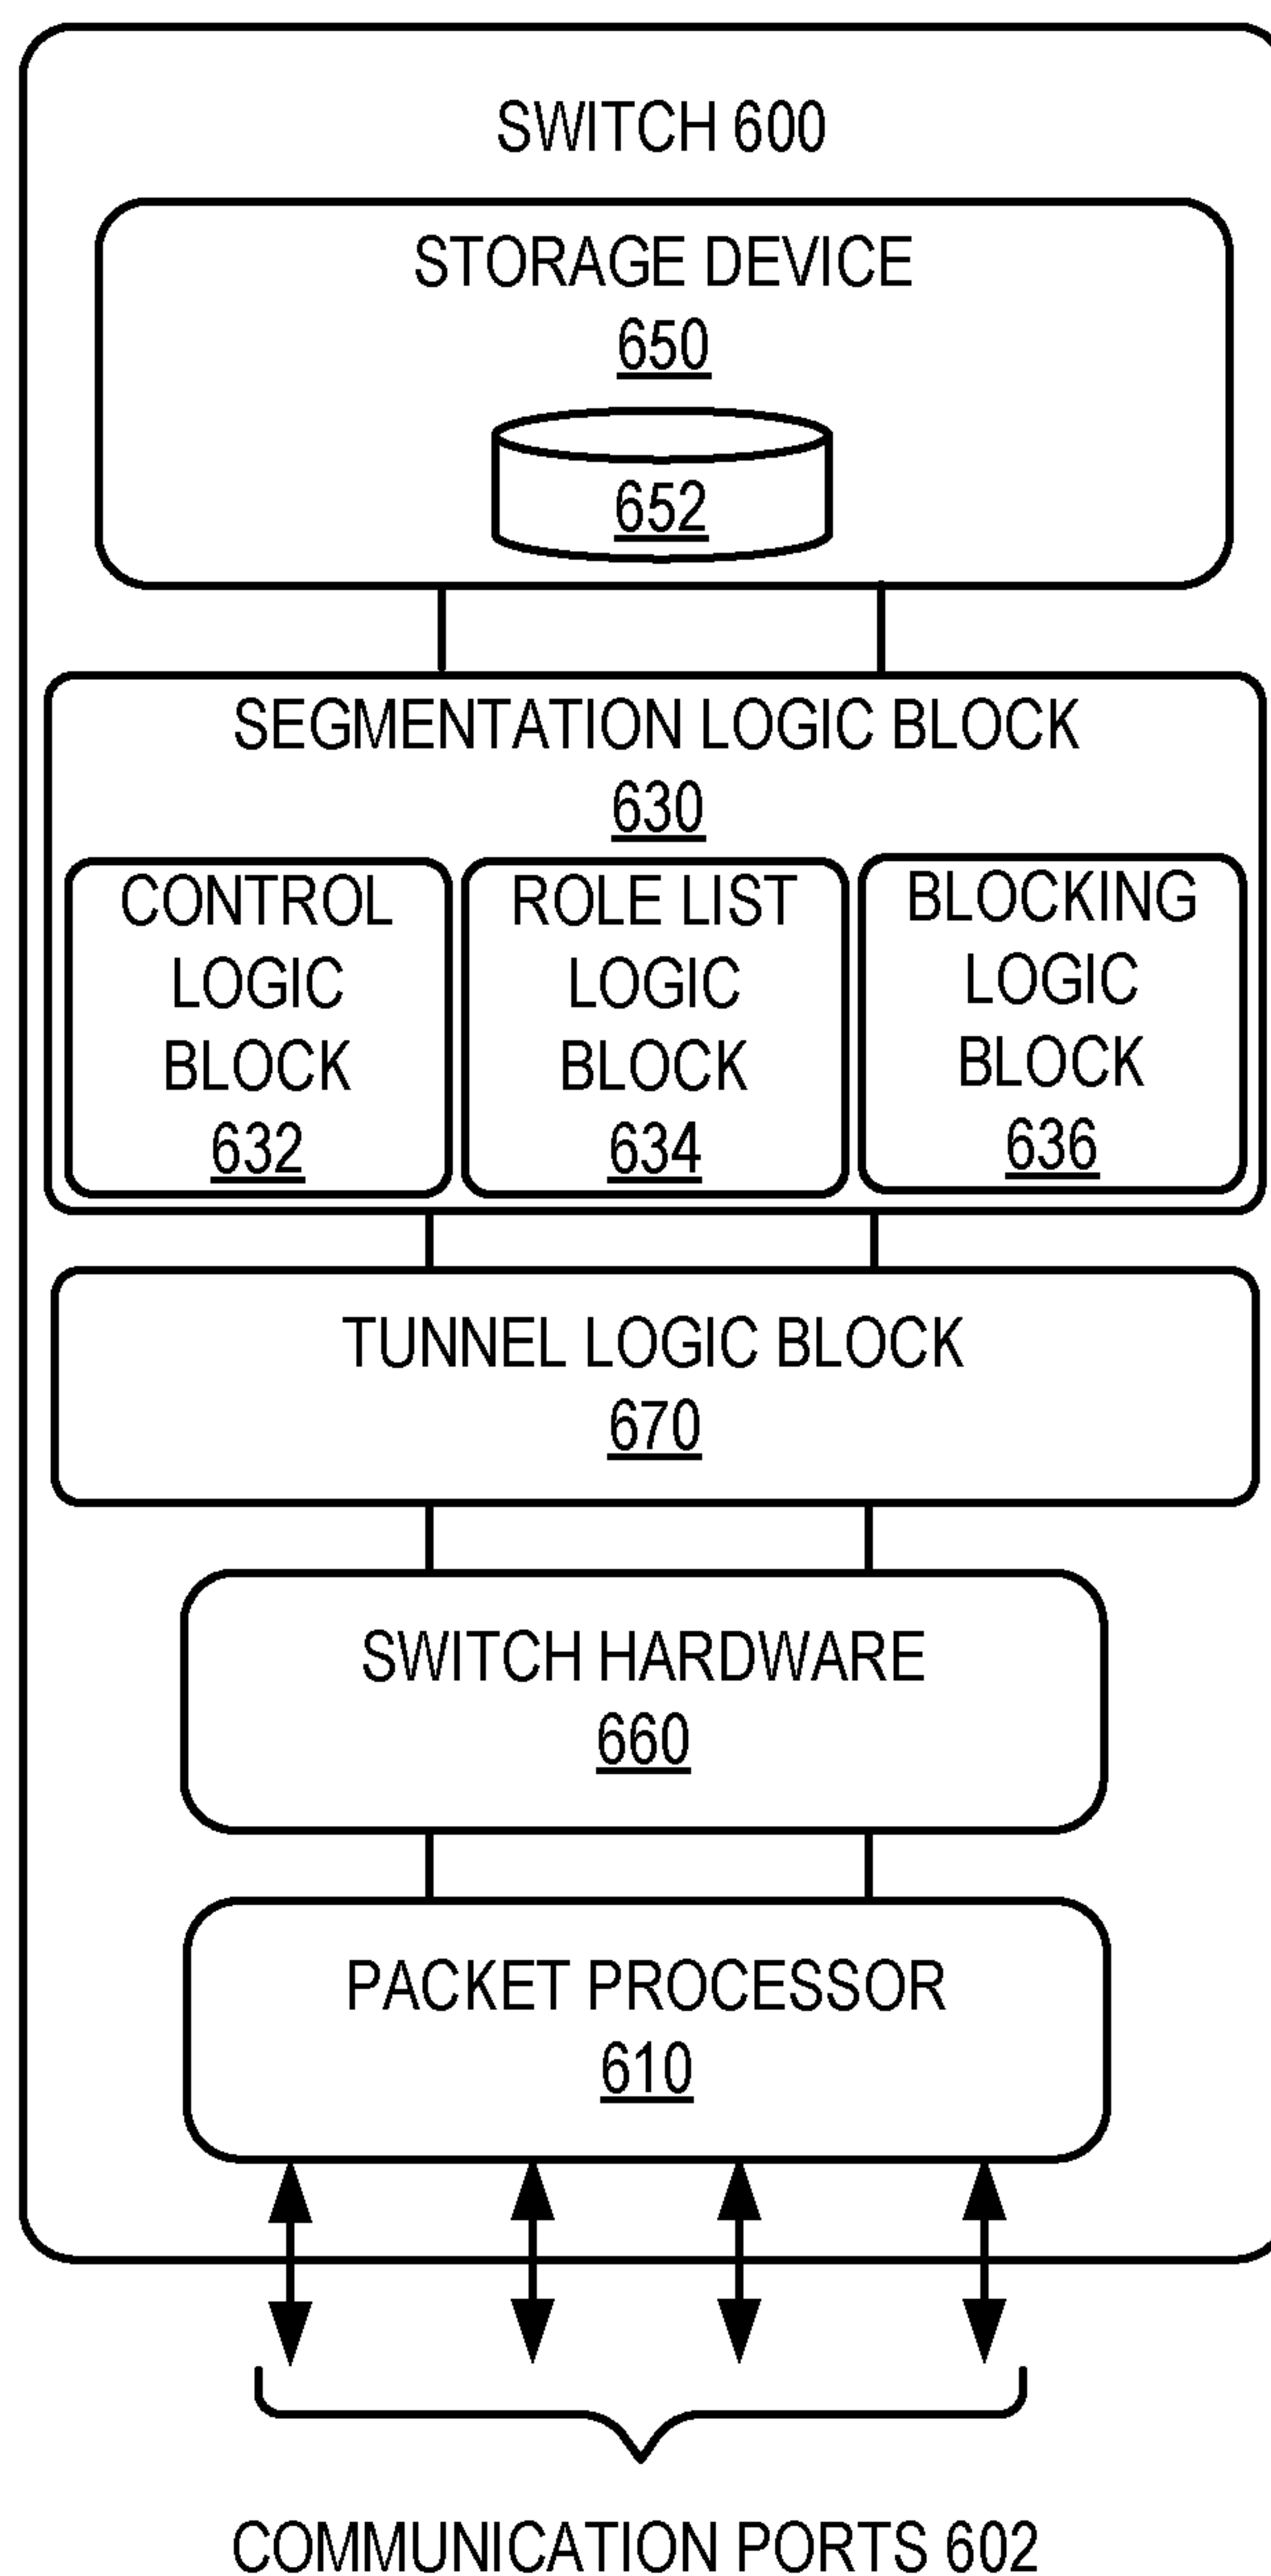 SWITCH 600
STORAGE DEVICE
650
652
SEGMENTATION LOGIC BLOCK
630
CONTROL
LOGIC
BLOCK
632
ROLE LIST
LOGIC
BLOCK
634
BLOCKING
LOGIC
BLOCK
636
TUNNEL LOGIC BLOCK
670
SWITCH HARDWARE
660
PACKET PROCESSOR
610
COMMUNICATION PORTS 602